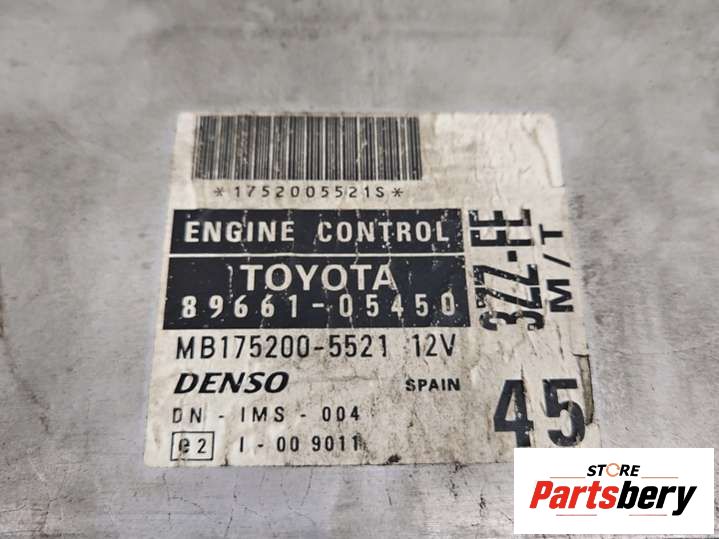 *1752005521S*
ENGINE CONTROL
TOYOTA
89661-05450
3ZZ-FE
M/T
MB175200-5521 12V
DENSO SPAIN
45
DN - IMS - 004
e2 I - 00 9011
STORE
Partsbery